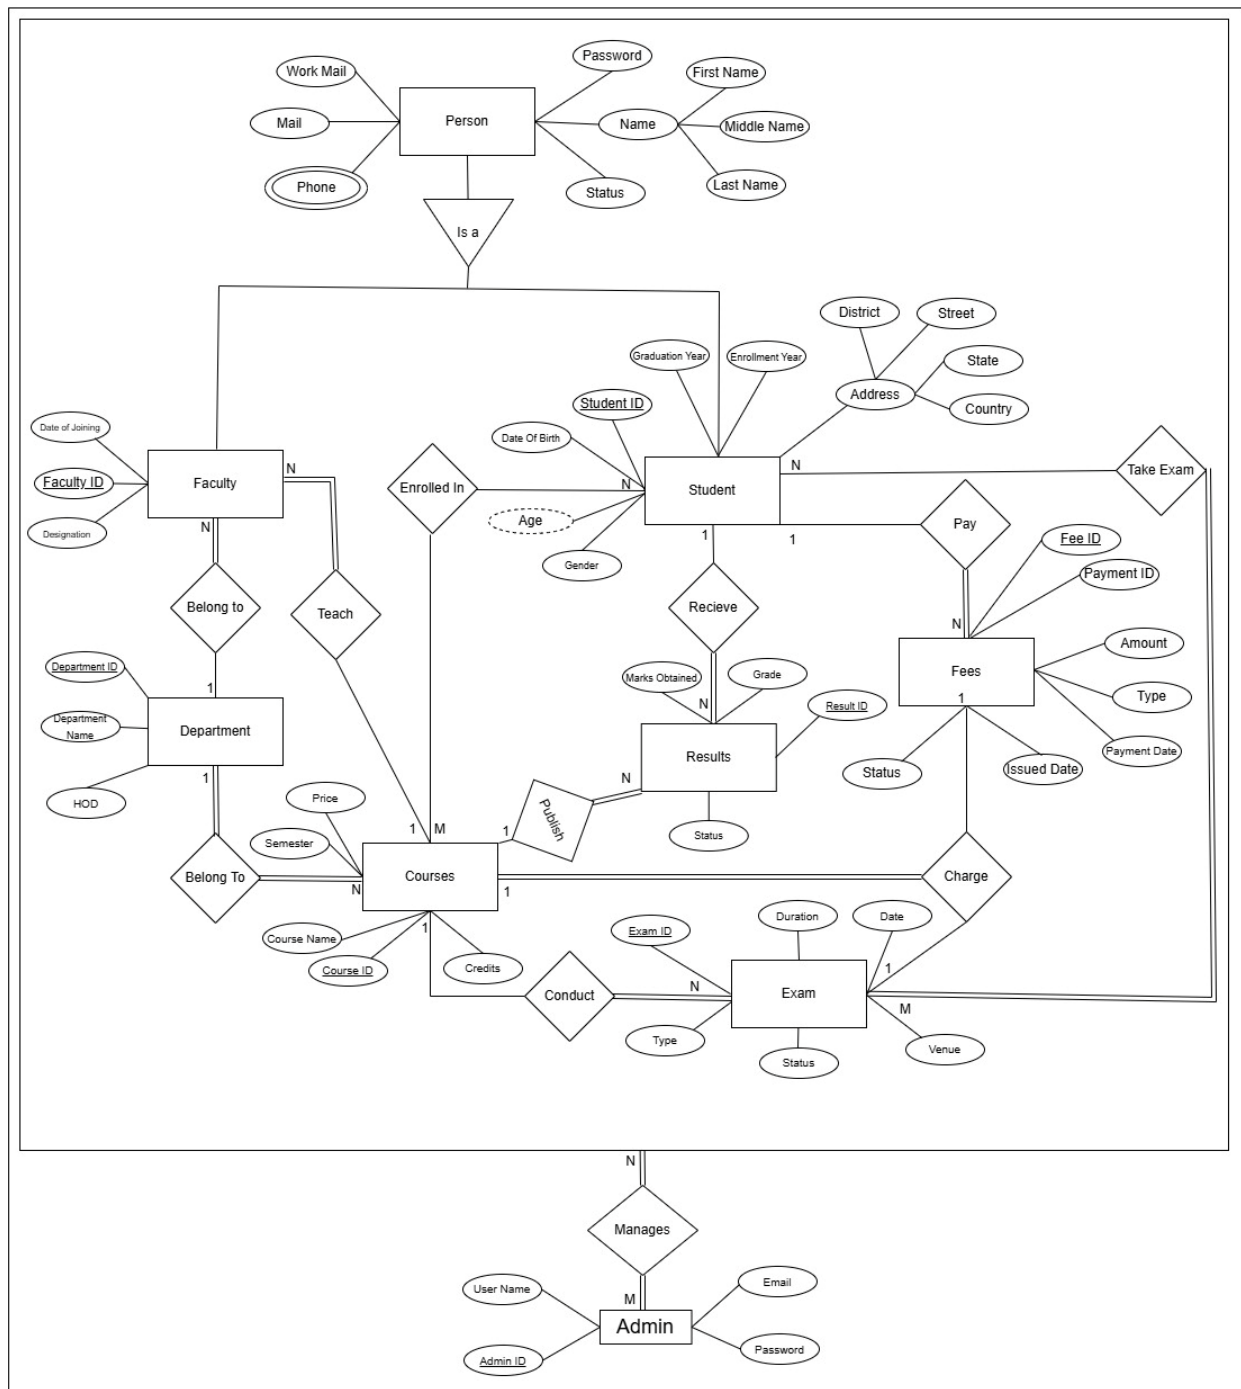 Password
Work Mail
First Name
Person
Mail
Name
Middle Name
Phone
Status
Last Name
Is a
District
Street
Graduation Year
Enrollment Year
State
Address
Student ID
Country
Date of Joining
Date Of Birth
N
Faculty ID
Faculty
Enrolled In
N
Student
N
Take Exam
Designation
N
Age
1
1
Pay
Fee ID
Gender
Payment ID
Belong to
Teach
Recieve
N
Amount
Department ID
1
Marks Obtained
Grade
Fees
1
Type
Department
Name
Department
N
Result ID
Payment Date
1
Results
Status
Issued Date
HOD
Price
N
Publish
Semester
1
M
1
Status
Belong To
N
Courses
1
Charge
Course Name
1
Exam ID
Duration
Date
Course ID
Credits
1
Conduct
N
Exam
M
Type
Status
Venue
N
Manages
User Name
M
Email
Admin
Admin ID
Password